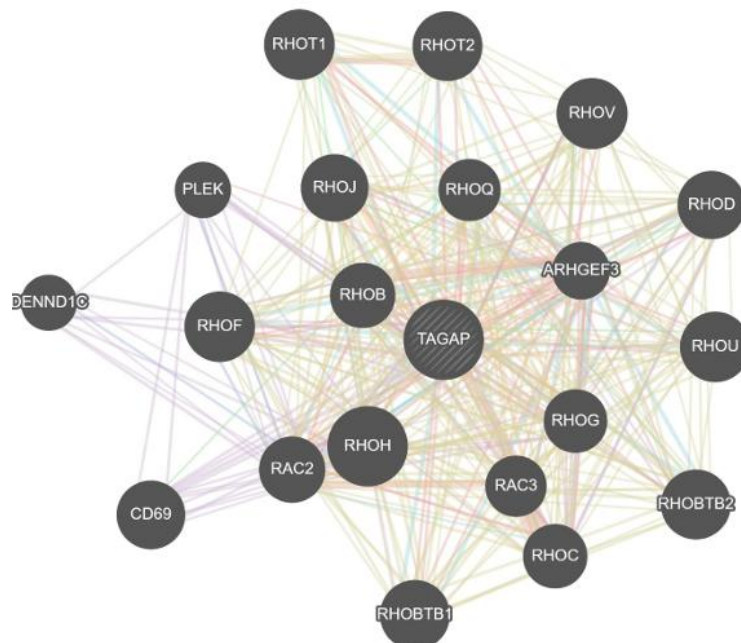 RHOT1
RHOT2
RHOV
PLEK
RHOJ
RHOQ
RHOD
ARHGEF3
DENND1C
RHOB
RHOF
TAGAP
RHOU
RHOG
RHOH
RAC2
RAC3
CD69
RHOBTB2
RHOC
RHOBTB1